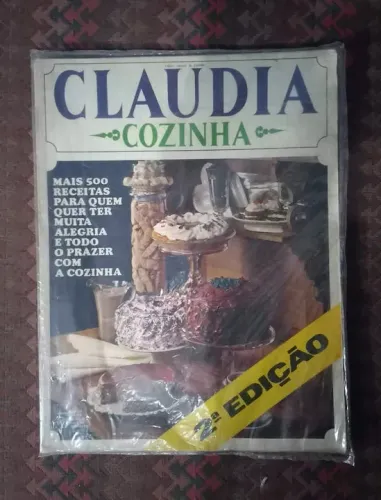 CLAUDIA
COZINHA
MAIS 500
RECEITAS
PARA QUEM
QUER TER
MUITA
ALEGRIA
E TODO
O PRAZER
COM
A COZINHA
2ª EDIÇÃO